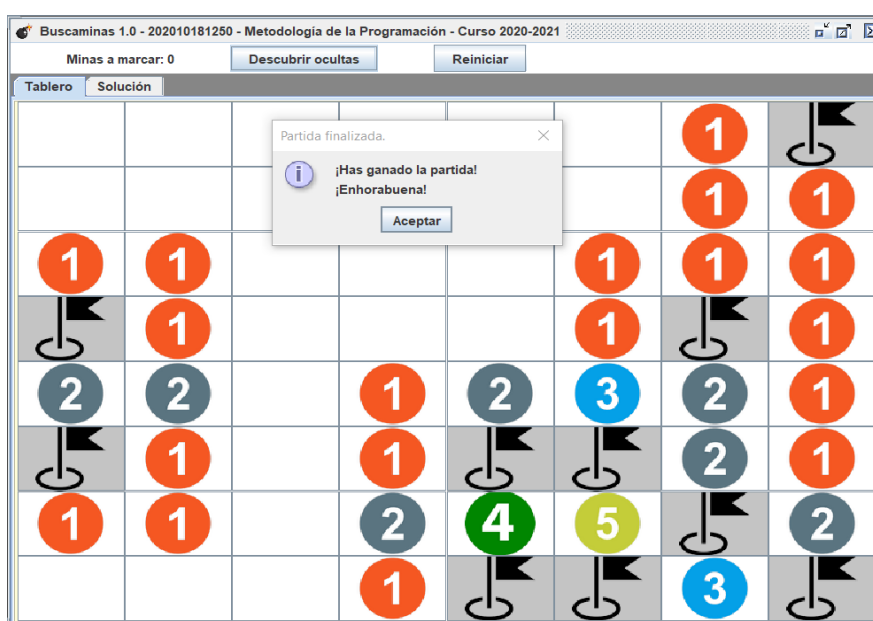 Buscaminas 1.0 - 202010181250 - Metodología de la Programación - Curso 2020-2021
Minas a marcar: 0 Descubrir ocultas Reiniciar
Tablero Solución
Partida finalizada.
¡Has ganado la partida!
¡Enhorabuena!
Aceptar
1
1 1
1 1 1 1 1
1 1 1
2 2 1 2 3 2 1
1 1 2 1
1 1 2 4 5 2
1 3